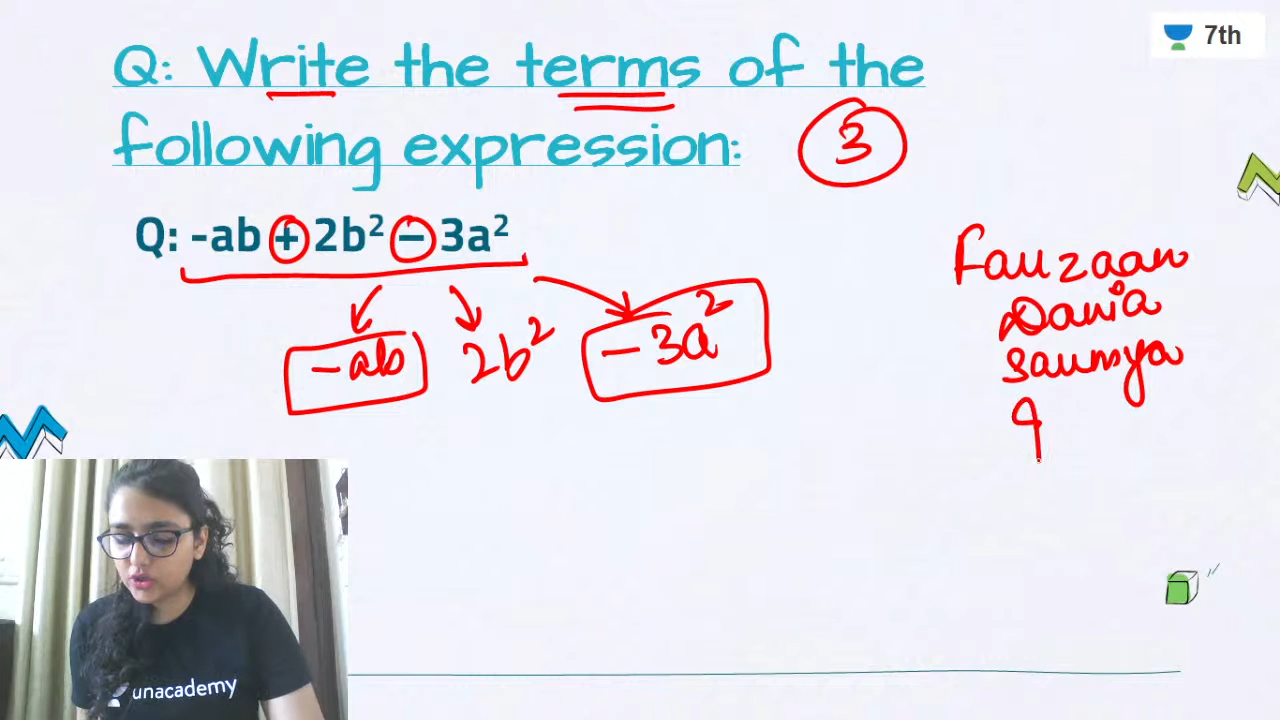 7th
Q: Write the terms of the
following expression:
3
Q: -ab + 2b² - 3a²
-ab 2b² -3a²
Fauzaan
Dania
Saumya
unacademy